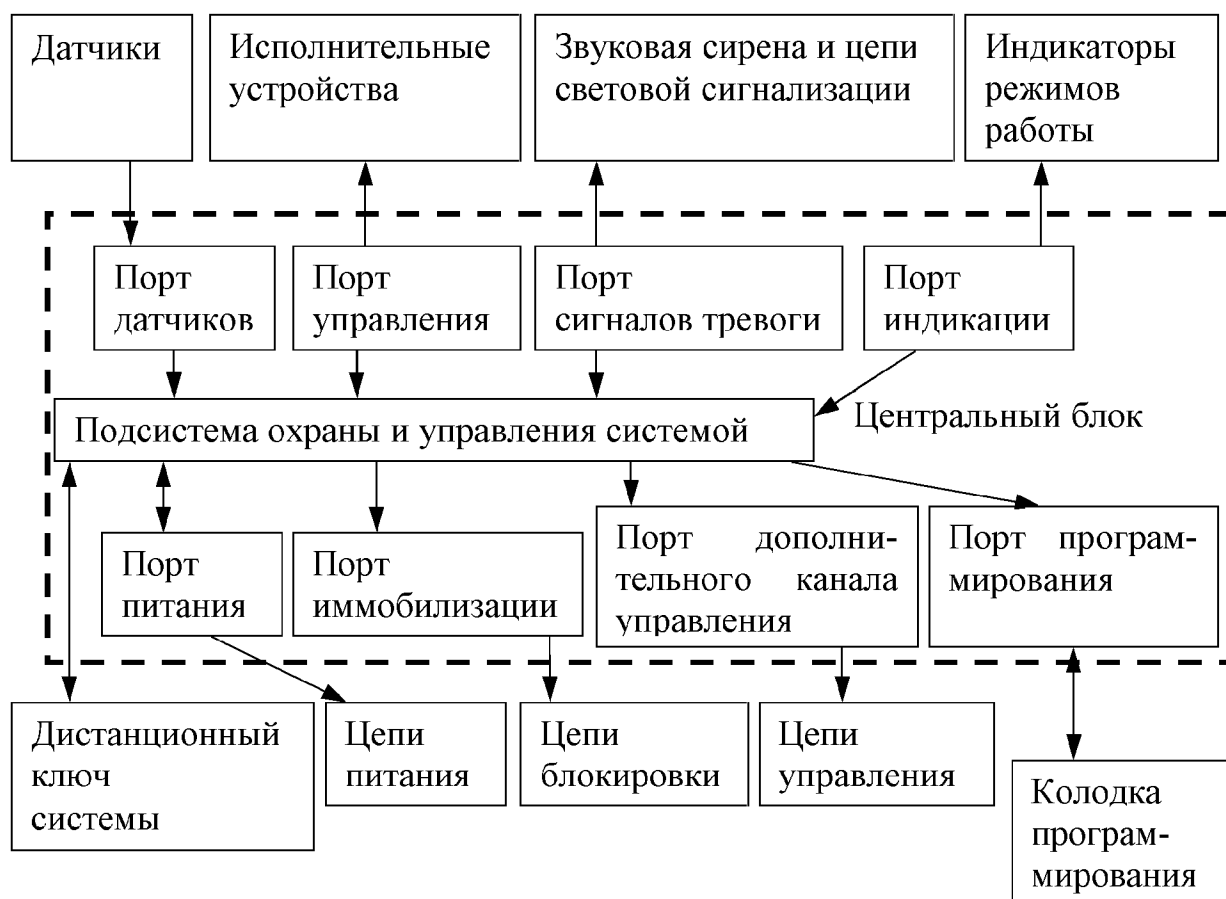 Датчики
Исполнительные
устройства
Звуковая сирена и цепи
световой сигнализации
Индикаторы
режимов
работы
Порт
датчиков
Порт
управления
Порт
сигналов тревоги
Порт
индикации
Подсистема охраны и управления системой
Центральный блок
Порт
питания
Порт
иммобилизации
Порт дополни-
тельного канала
управления
Порт програм-
мирования
Дистанционный
ключ
системы
Цепи
питания
Цепи
блокировки
Цепи
управления
Колодка
програм-
мирования